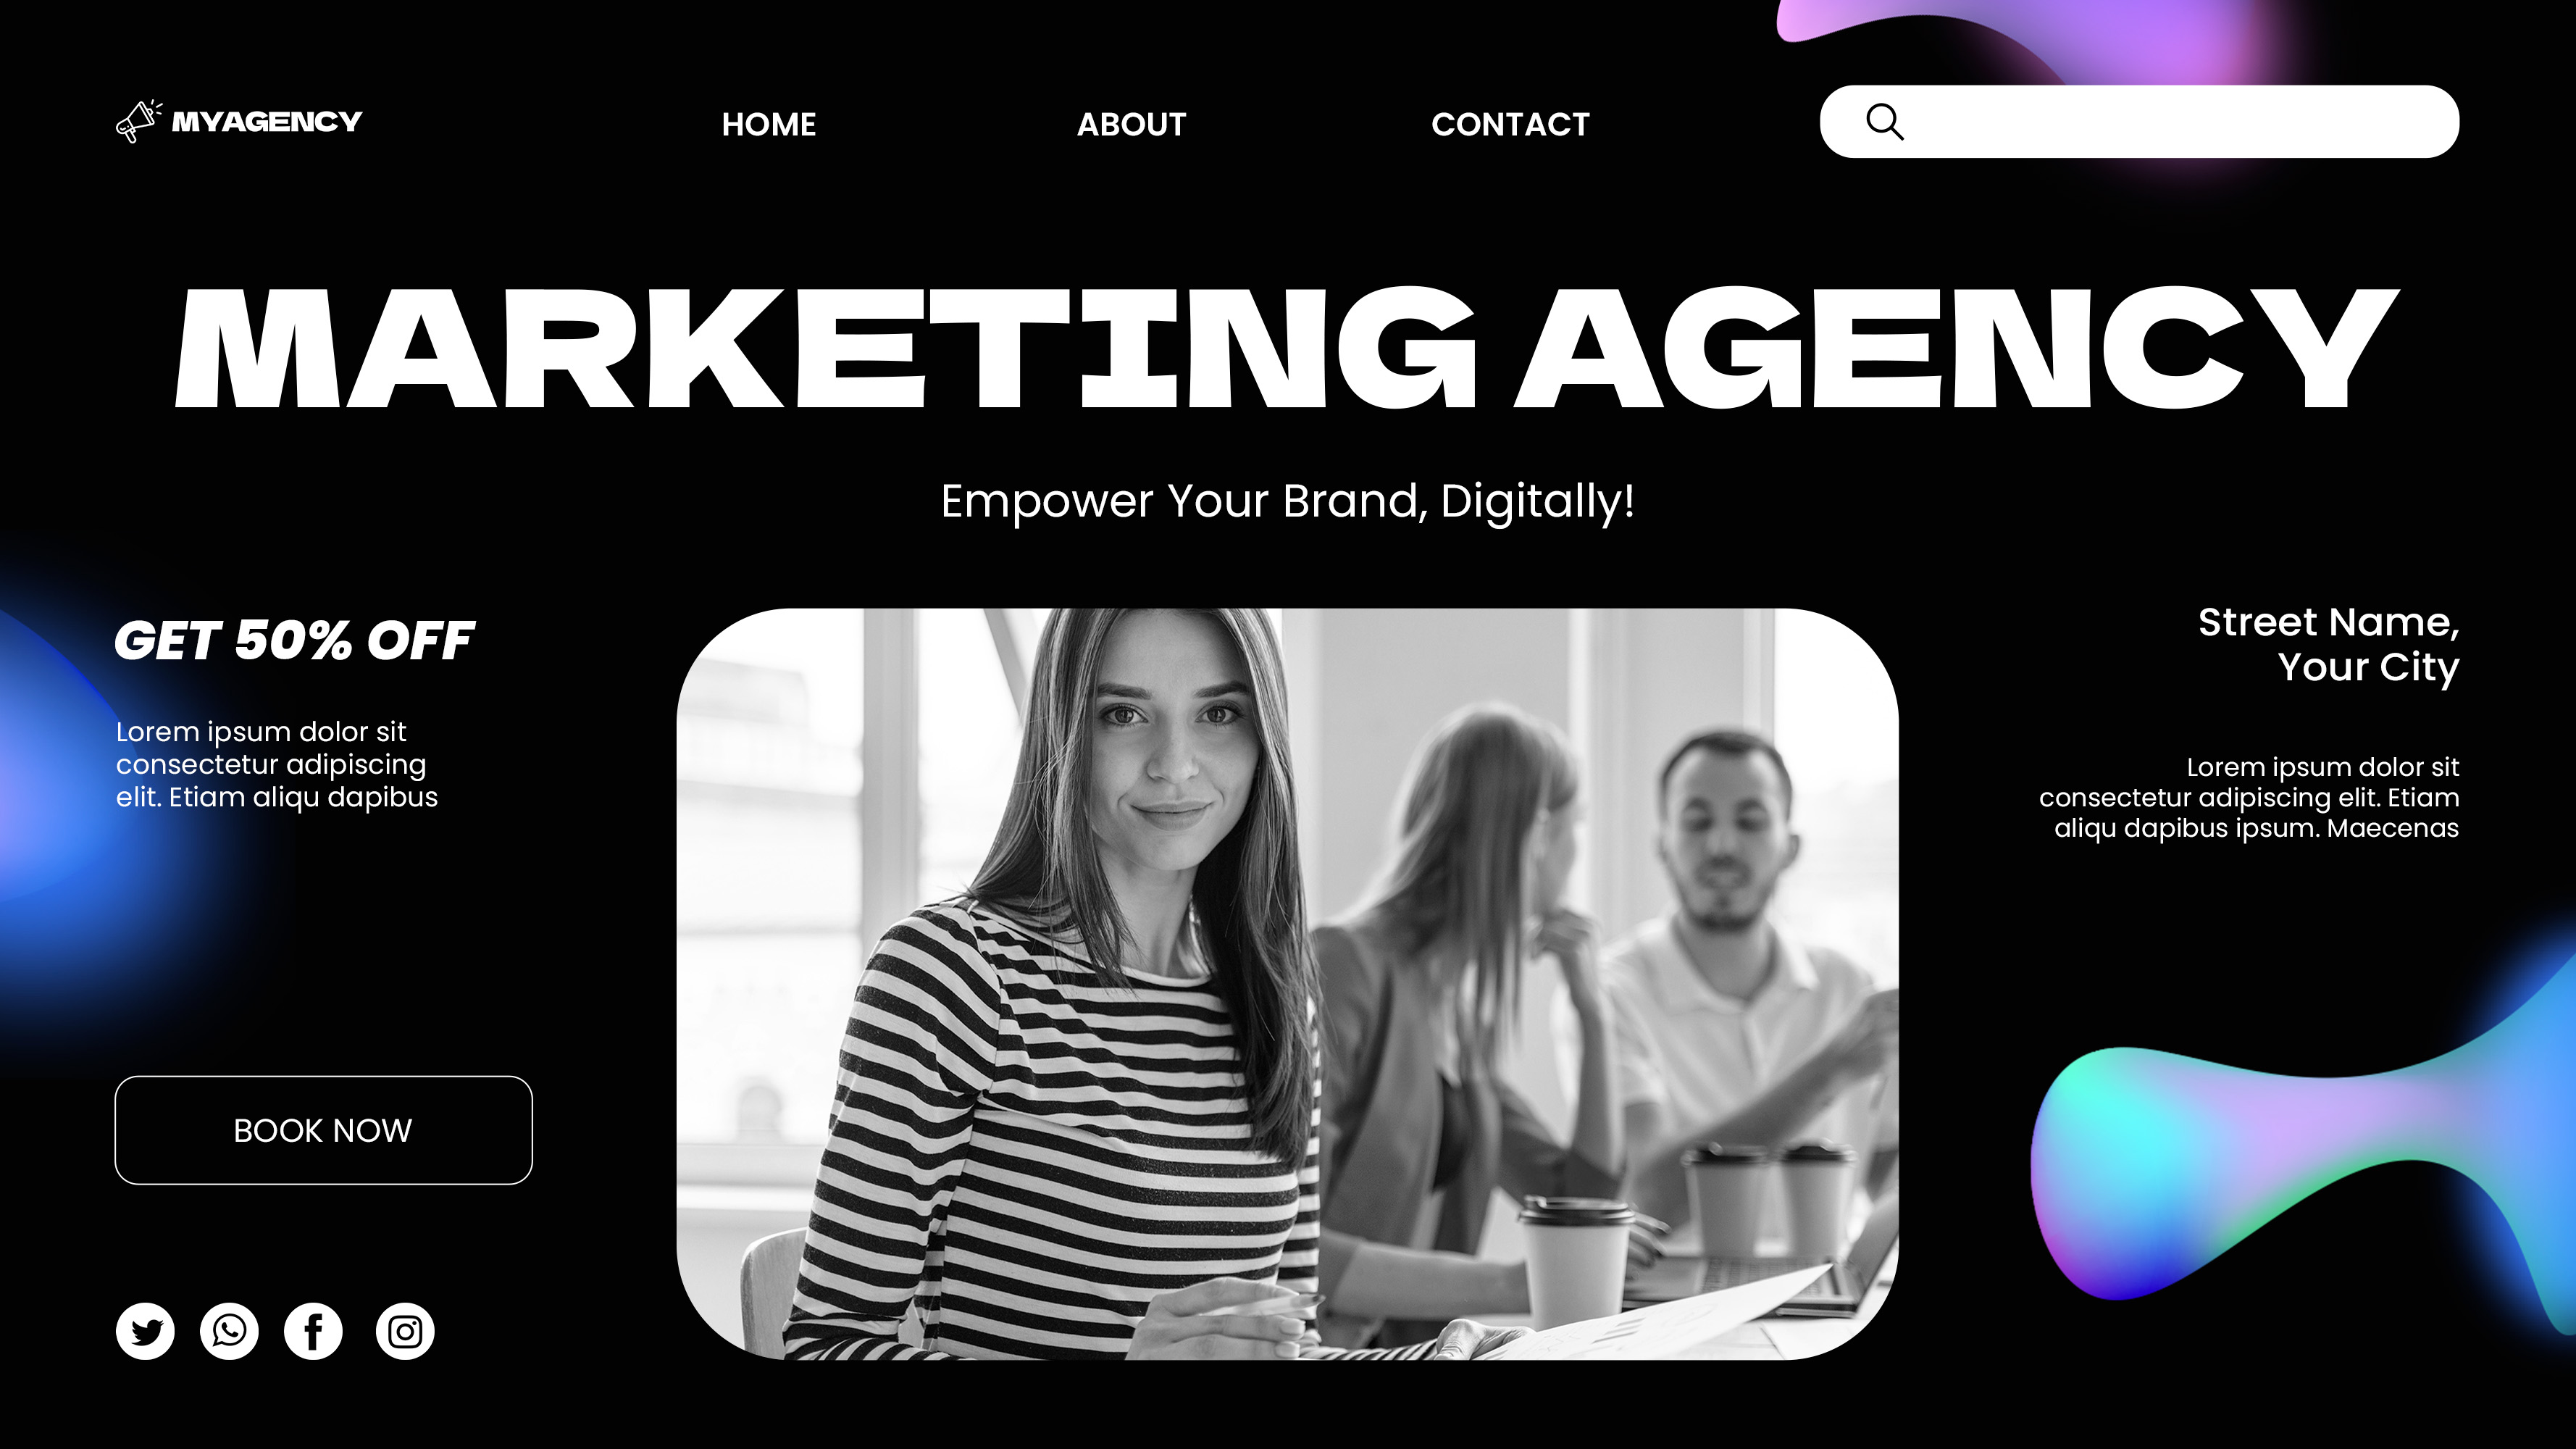 MYAGENCY
HOME
ABOUT
CONTACT
MARKETING AGENCY
Empower Your Brand, Digitally!
GET 50% OFF
Lorem ipsum dolor sit
consectetur adipiscing
elit. Etiam aliqu dapibus
BOOK NOW
Street Name,
Your City
Lorem ipsum dolor sit
consectetur adipiscing elit. Etiam
aliqu dapibus ipsum. Maecenas